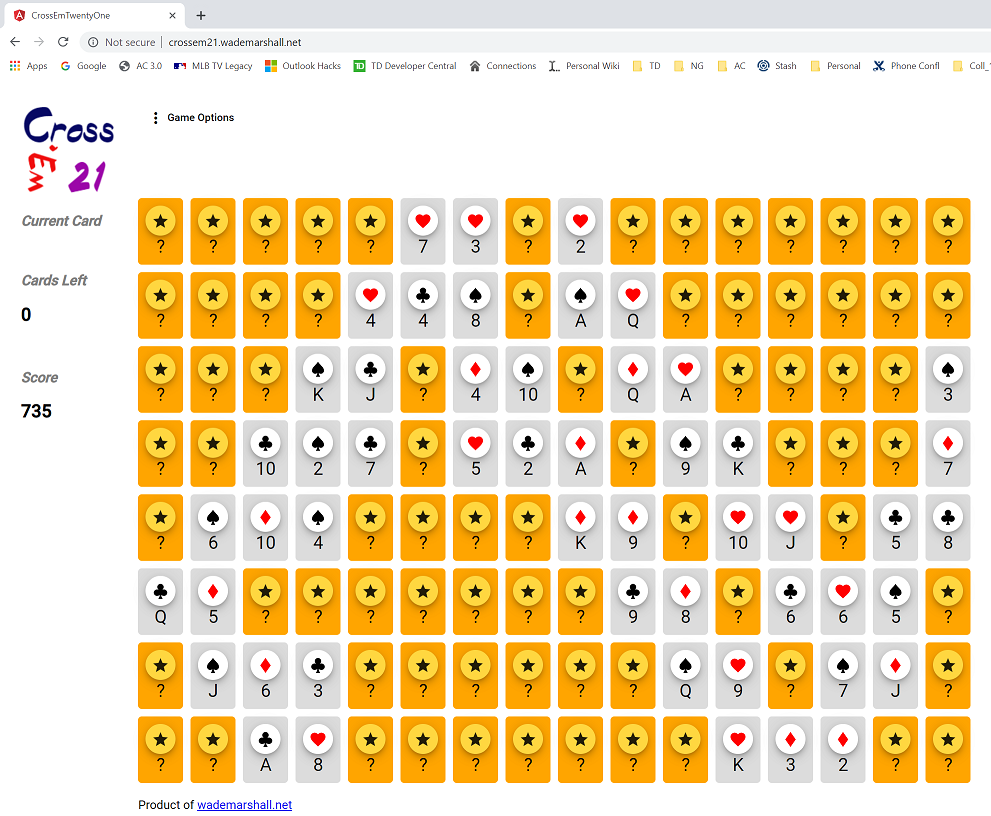 CrossEmTwentyOne
Not secure | crossem21.wademarshall.net
Apps Google AC 3.0 MLB TV Legacy Outlook Hacks TD Developer Central Connections Personal Wiki TD NG AC Stash Personal Phone Confl Coll_
Cross
Em
21
Game Options
Current Card
Cards Left
0
Score
735
? ? ? ? ? 7 3 ? 2 ? ? ? ? ? ? ?
? ? ? ? 4 4 8 ? A Q ? ? ? ? ? ?
? ? ? K J ? 4 10 ? Q A ? ? ? ? 3
? ? 10 2 7 ? 5 2 A ? 9 K ? ? ? 7
? 6 10 4 ? ? ? ? K 9 ? 10 J ? 5 8
Q 5 ? ? ? ? ? ? ? 9 8 ? 6 6 5 ?
? J 6 3 ? ? ? ? ? ? Q 9 ? 7 J ?
? ? A 8 ? ? ? ? ? ? ? K 3 2 ? ?
Product of wademarshall.net